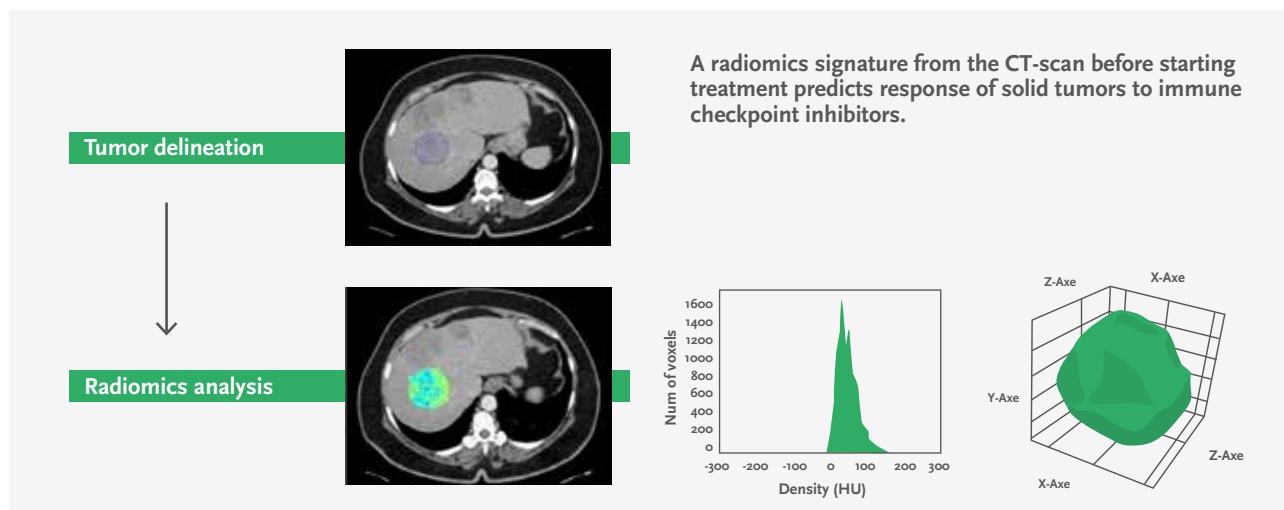 Tumor delineation
A radiomics signature from the CT-scan before starting
treatment predicts response of solid tumors to immune
checkpoint inhibitors.
Radiomics analysis
Num of voxels
1600
1400
1200
1000
800
600
400
200
0
-300 -200 -100 0 100 200 300
Density (HU)
Z-Axe
X-Axe
Y-Axe
Z-Axe
X-Axe